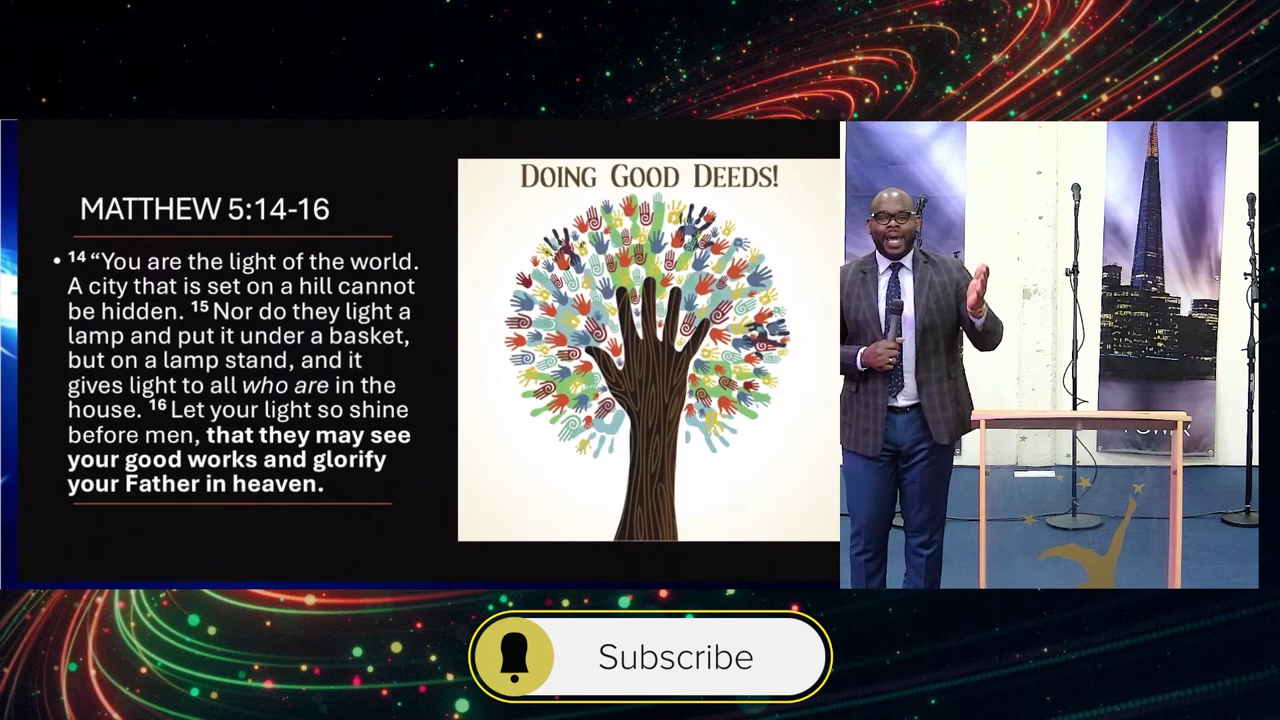 MATTHEW 5:14-16
• 14 “You are the light of the world.
A city that is set on a hill cannot
be hidden. 15 Nor do they light a
lamp and put it under a basket,
but on a lamp stand, and it
gives light to all who are in the
house. 16 Let your light so shine
before men, that they may see
your good works and glorify
your Father in heaven.
DOING GOOD DEEDS!
POWER
Subscribe